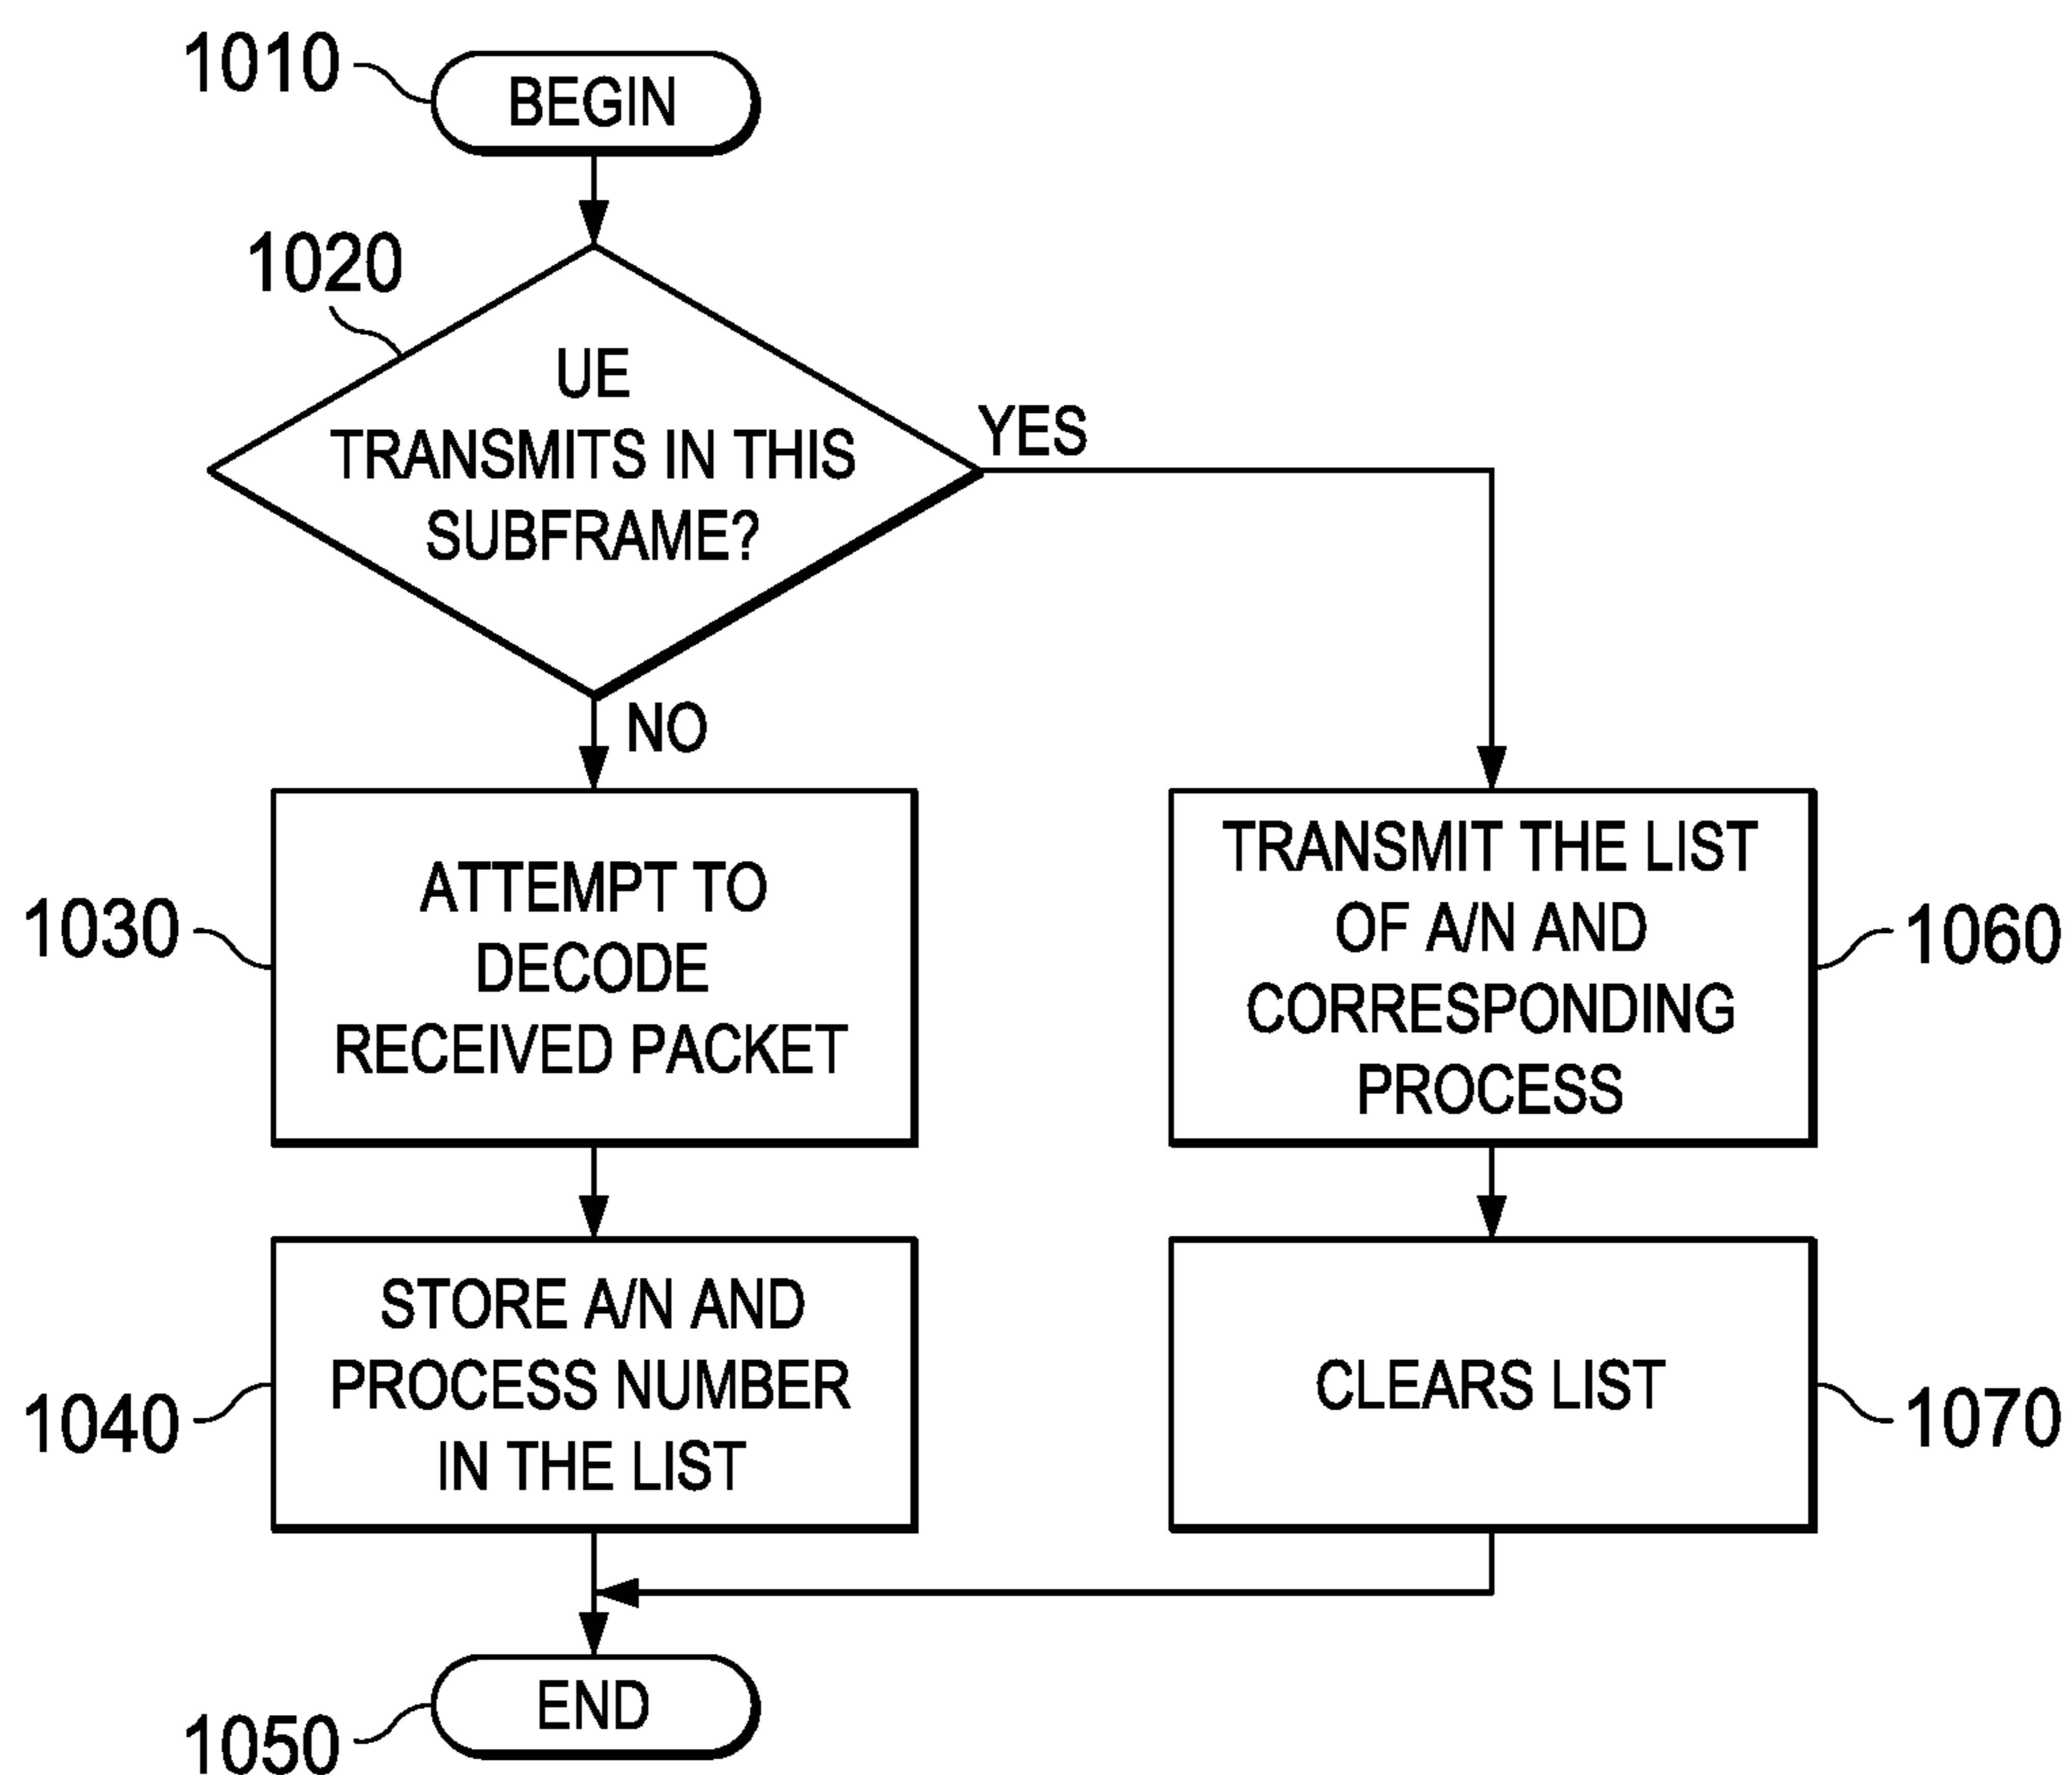 1010
BEGIN
1020
UE
TRANSMITS IN THIS
SUBFRAME?
YES
NO
1030
ATTEMPT TO
DECODE
RECEIVED PACKET
TRANSMIT THE LIST
OF A/N AND
CORRESPONDING
PROCESS
1060
1040
STORE A/N AND
PROCESS NUMBER
IN THE LIST
CLEARS LIST
1070
END
1050